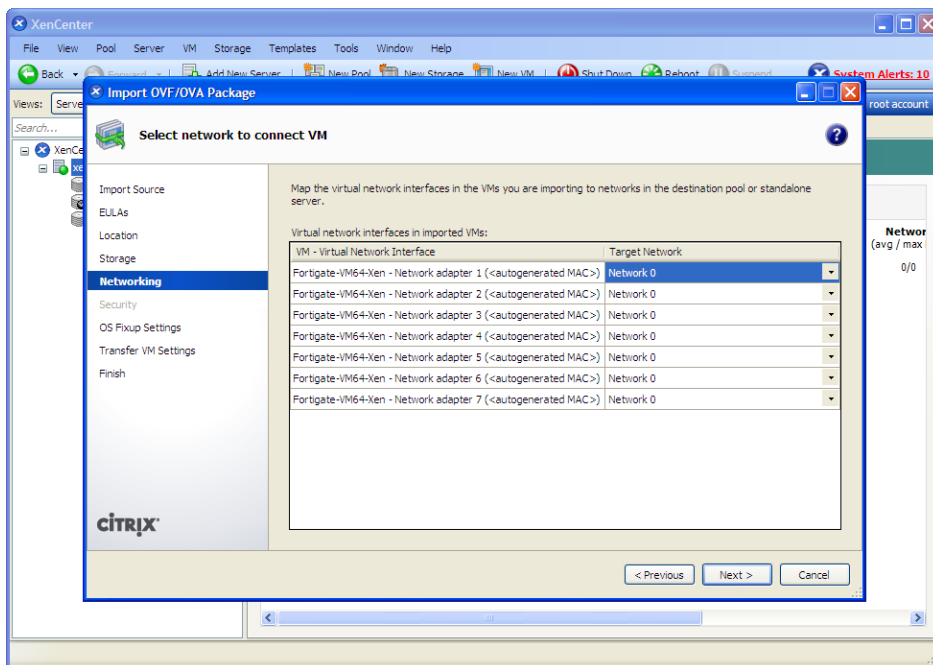 XenCenter
File View Pool Server VM Storage Templates Tools Window Help
Back Forward Add New Server New Pool New Storage New VM Shut Down Reboot Suspend System Alerts: 10
Views: Serve
root account
Import OVF/OVA Package
Search...
Select network to connect VM
XenCe
xe
Import Source
EULAs
Location
Storage
Networking
Security
OS Fixup Settings
Transfer VM Settings
Finish
CİTRIX
Map the virtual network interfaces in the VMs you are importing to networks in the destination pool or standalone
server.
Virtual network interfaces in imported VMs:
VM - Virtual Network Interface Target Network
Fortigate-VM64-Xen - Network adapter 1 (<autogenerated MAC>) Network 0
Fortigate-VM64-Xen - Network adapter 2 (<autogenerated MAC>) Network 0
Fortigate-VM64-Xen - Network adapter 3 (<autogenerated MAC>) Network 0
Fortigate-VM64-Xen - Network adapter 4 (<autogenerated MAC>) Network 0
Fortigate-VM64-Xen - Network adapter 5 (<autogenerated MAC>) Network 0
Fortigate-VM64-Xen - Network adapter 6 (<autogenerated MAC>) Network 0
Fortigate-VM64-Xen - Network adapter 7 (<autogenerated MAC>) Network 0
Networ
(avg / max
0/0
< Previous Next > Cancel